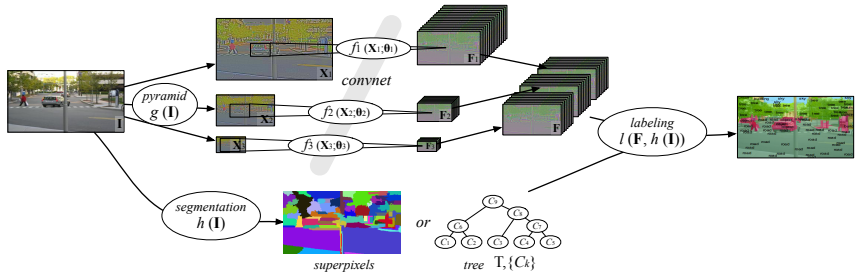 f1 (X1;θ1)
X1
F1
convnet
pyramid
g (I)
I
f2 (X2;θ2)
X2
F2
F
labeling
l (F, h (I))
f3 (X3;θ3)
X3
F3
segmentation
h (I)
superpixels
or
C9
C8
C6
C7
C1
C2
C3
C4
C5
tree T,{Ck}